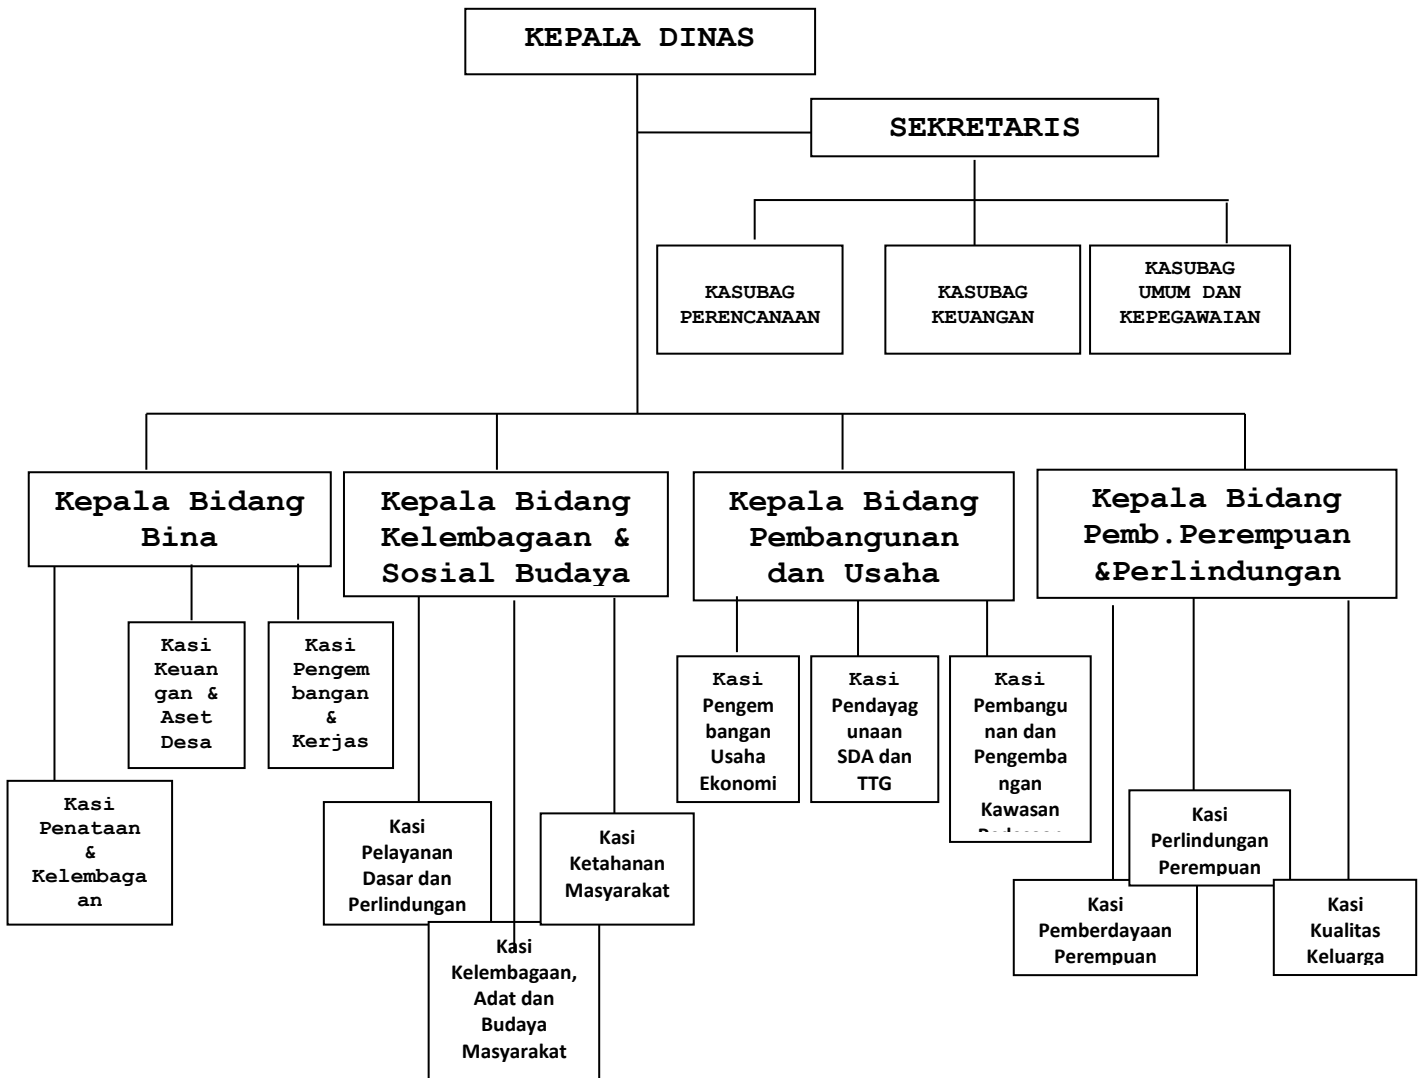 KEPALA DINAS
SEKRETARIS
KASUBAG
PERENCANAAN
KASUBAG
KEUANGAN
KASUBAG
UMUM DAN
KEPEGAWAIAN
Kepala Bidang
Bina
Kepala Bidang
Kelembagaan &
Sosial Budaya
Kepala Bidang
Pembangunan
dan Usaha
Kepala Bidang
Pemb.Perempuan
&Perlindungan
Kasi
Keuan
gan &
Aset
Desa
Kasi
Pengem
bangan
&
Kerjas
Kasi
Penataan
&
Kelembaga
an
Kasi
Pelayanan
Dasar dan
Perlindungan
Kasi
Kelembagaan,
Adat dan
Budaya
Masyarakat
Kasi
Ketahanan
Masyarakat
Kasi
Pengem
bangan
Usaha
Ekonomi
Kasi
Pendayag
unaan
SDA dan
TTG
Kasi
Pembangu
nan dan
Pengemba
ngan
Kawasan
Kasi
Pemberdayaan
Perempuan
Kasi
Perlindungan
Perempuan
Kasi
Kualitas
Keluarga